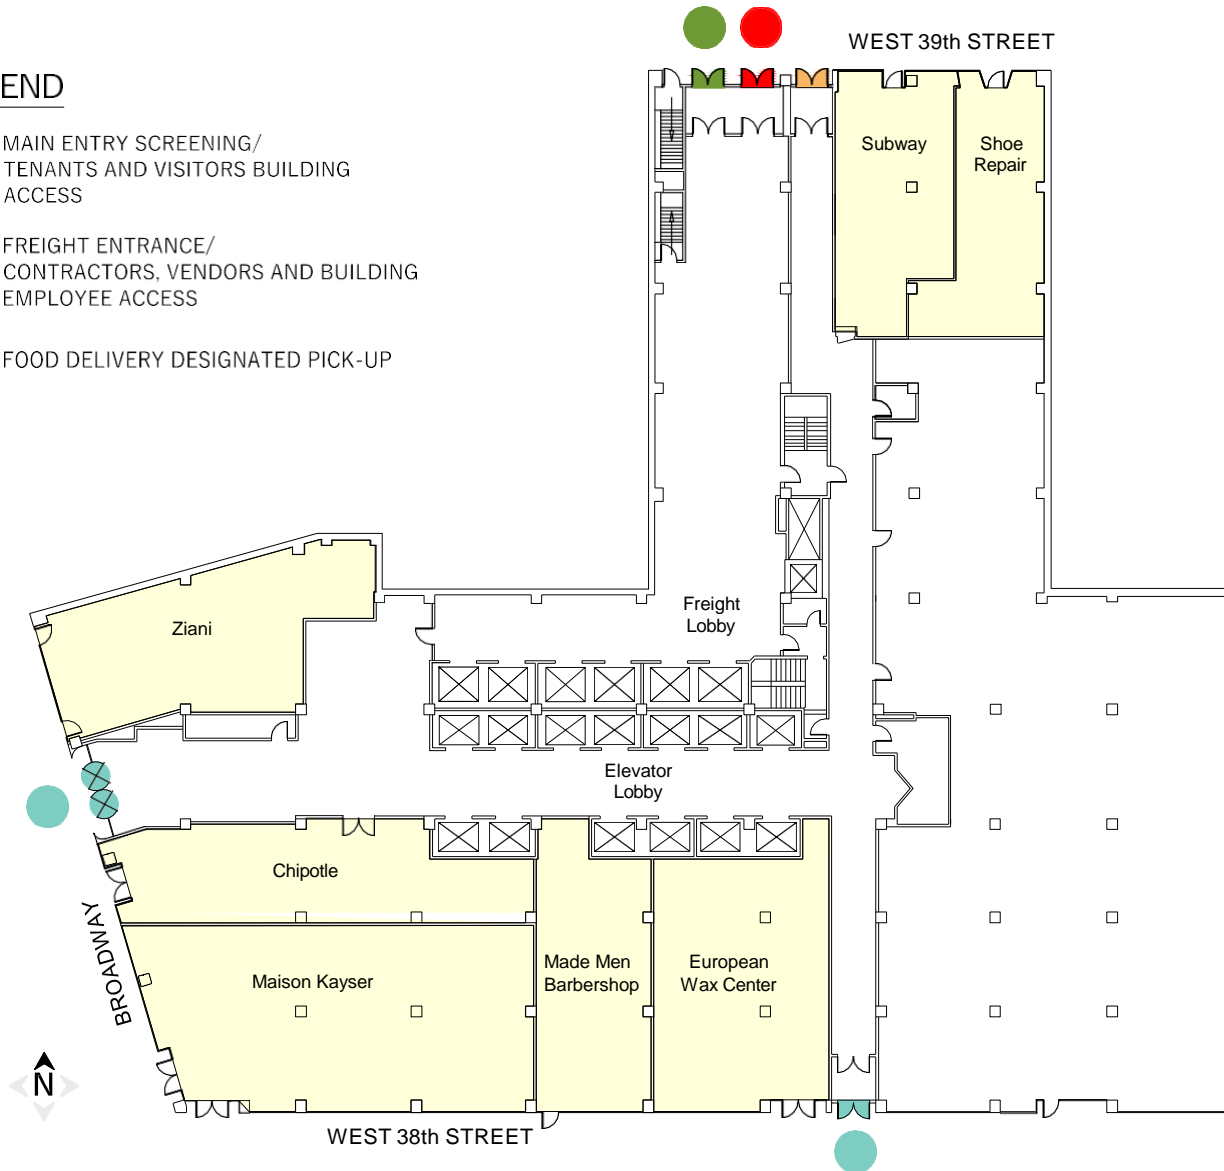 WEST 39th STREET
END
MAIN ENTRY SCREENING/
TENANTS AND VISITORS BUILDING
ACCESS
FREIGHT ENTRANCE/
CONTRACTORS, VENDORS AND BUILDING
EMPLOYEE ACCESS
FOOD DELIVERY DESIGNATED PICK-UP
Subway
Shoe
Repair
Freight
Lobby
Ziani
Elevator
Lobby
Chipotle
BROADWAY
Maison Kayser
Made Men
Barbershop
European
Wax Center
N
WEST 38th STREET